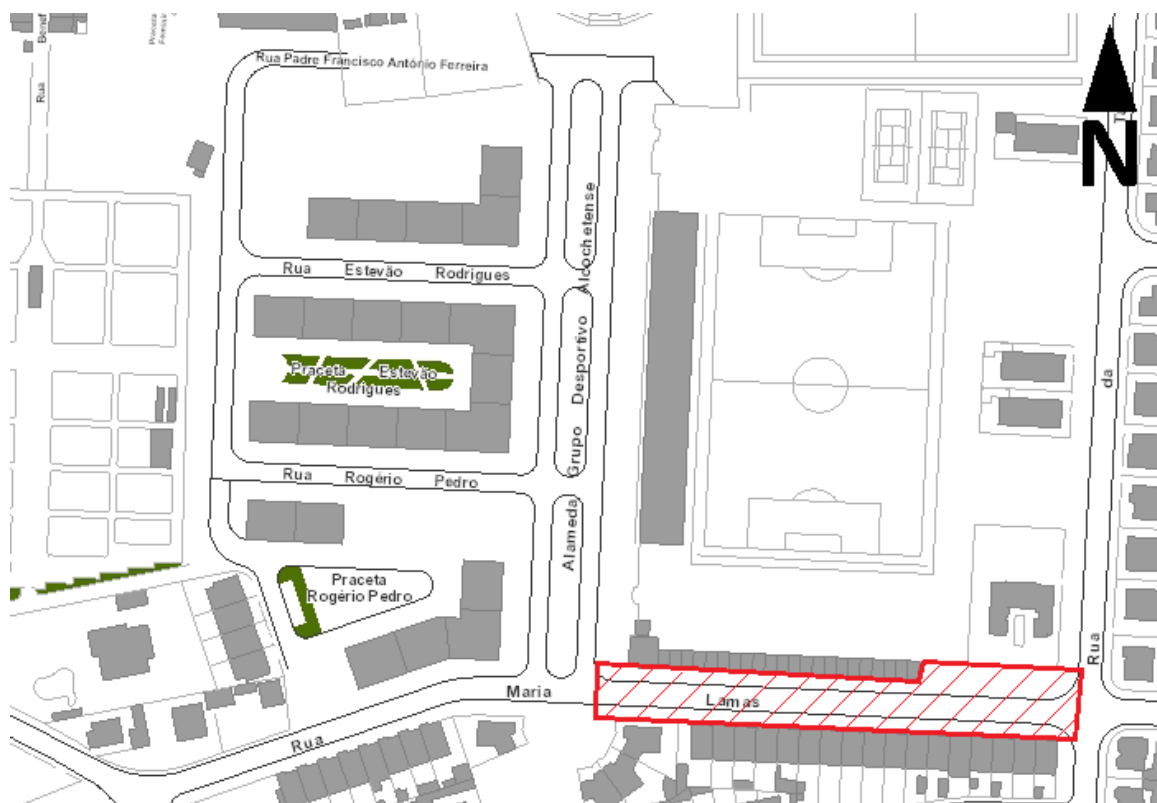 Rua
Rua Padre Francisco António Ferreira
N
Rua Estevão Rodrigues
Praceta Estevão
Rodrigues
Rua Rogério Pedro
Alameda Grupo Desportivo Alcochetense
Praceta
Rogério Pedro
Rua Maria Lamas
Rua da